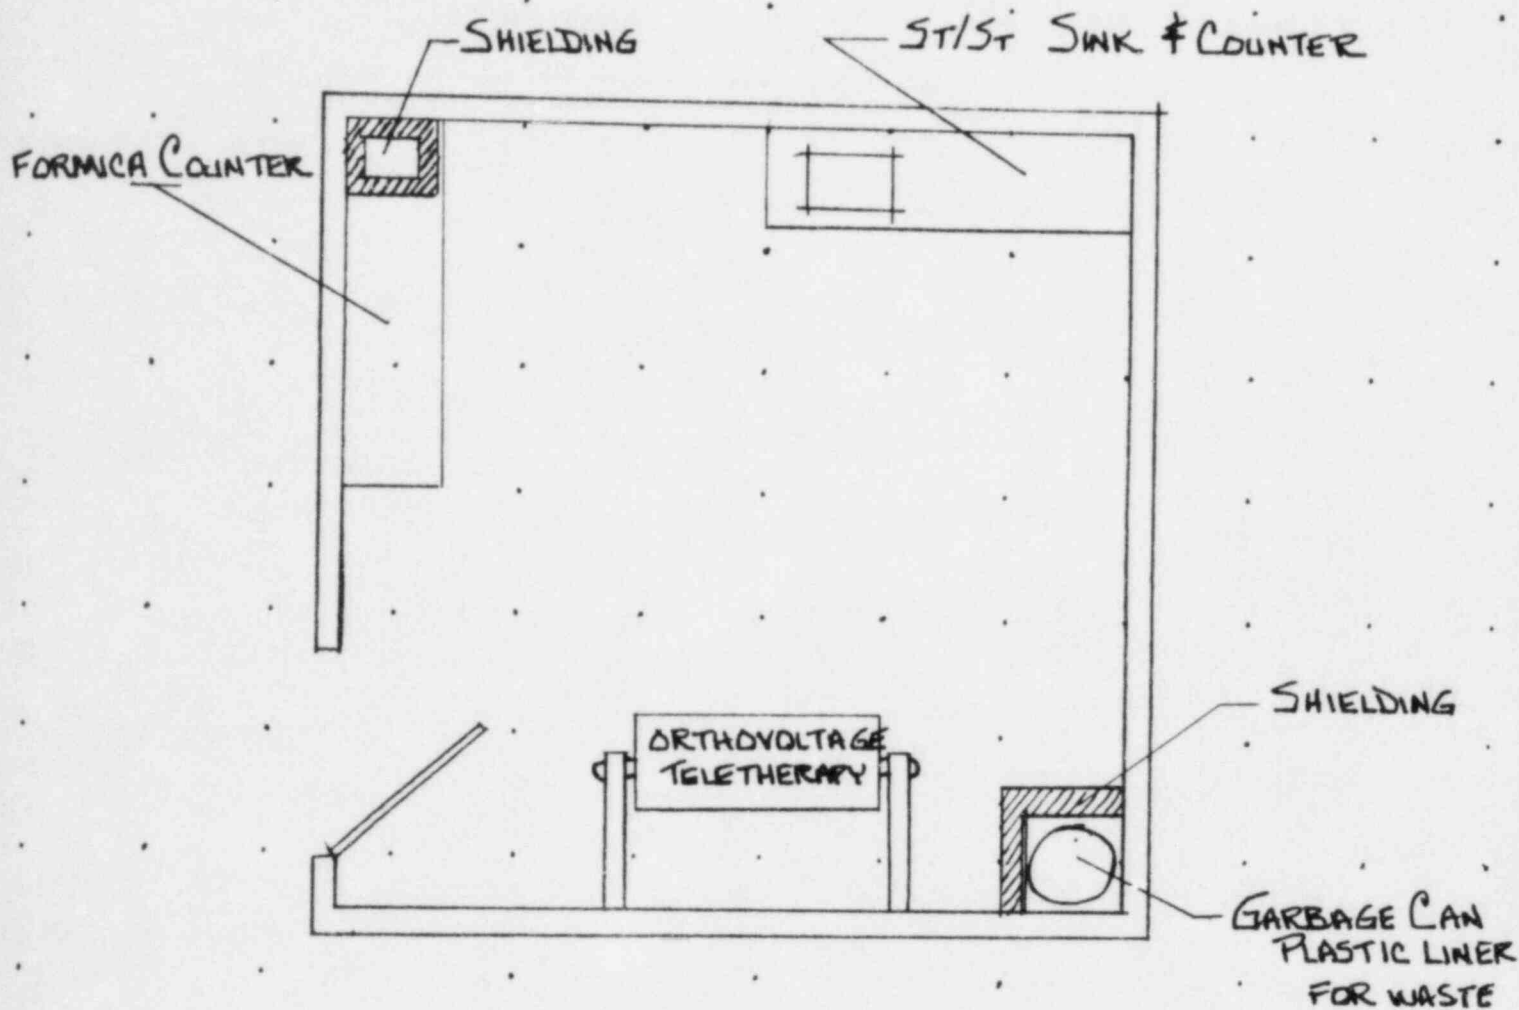 SHIELDING
ST/ST SINK & COUNTER
FORMICA COUNTER
SHIELDING
ORTHOVOLTAGE
TELETHERAPY
GARBAGE CAN
PLASTIC LINER
FOR WASTE